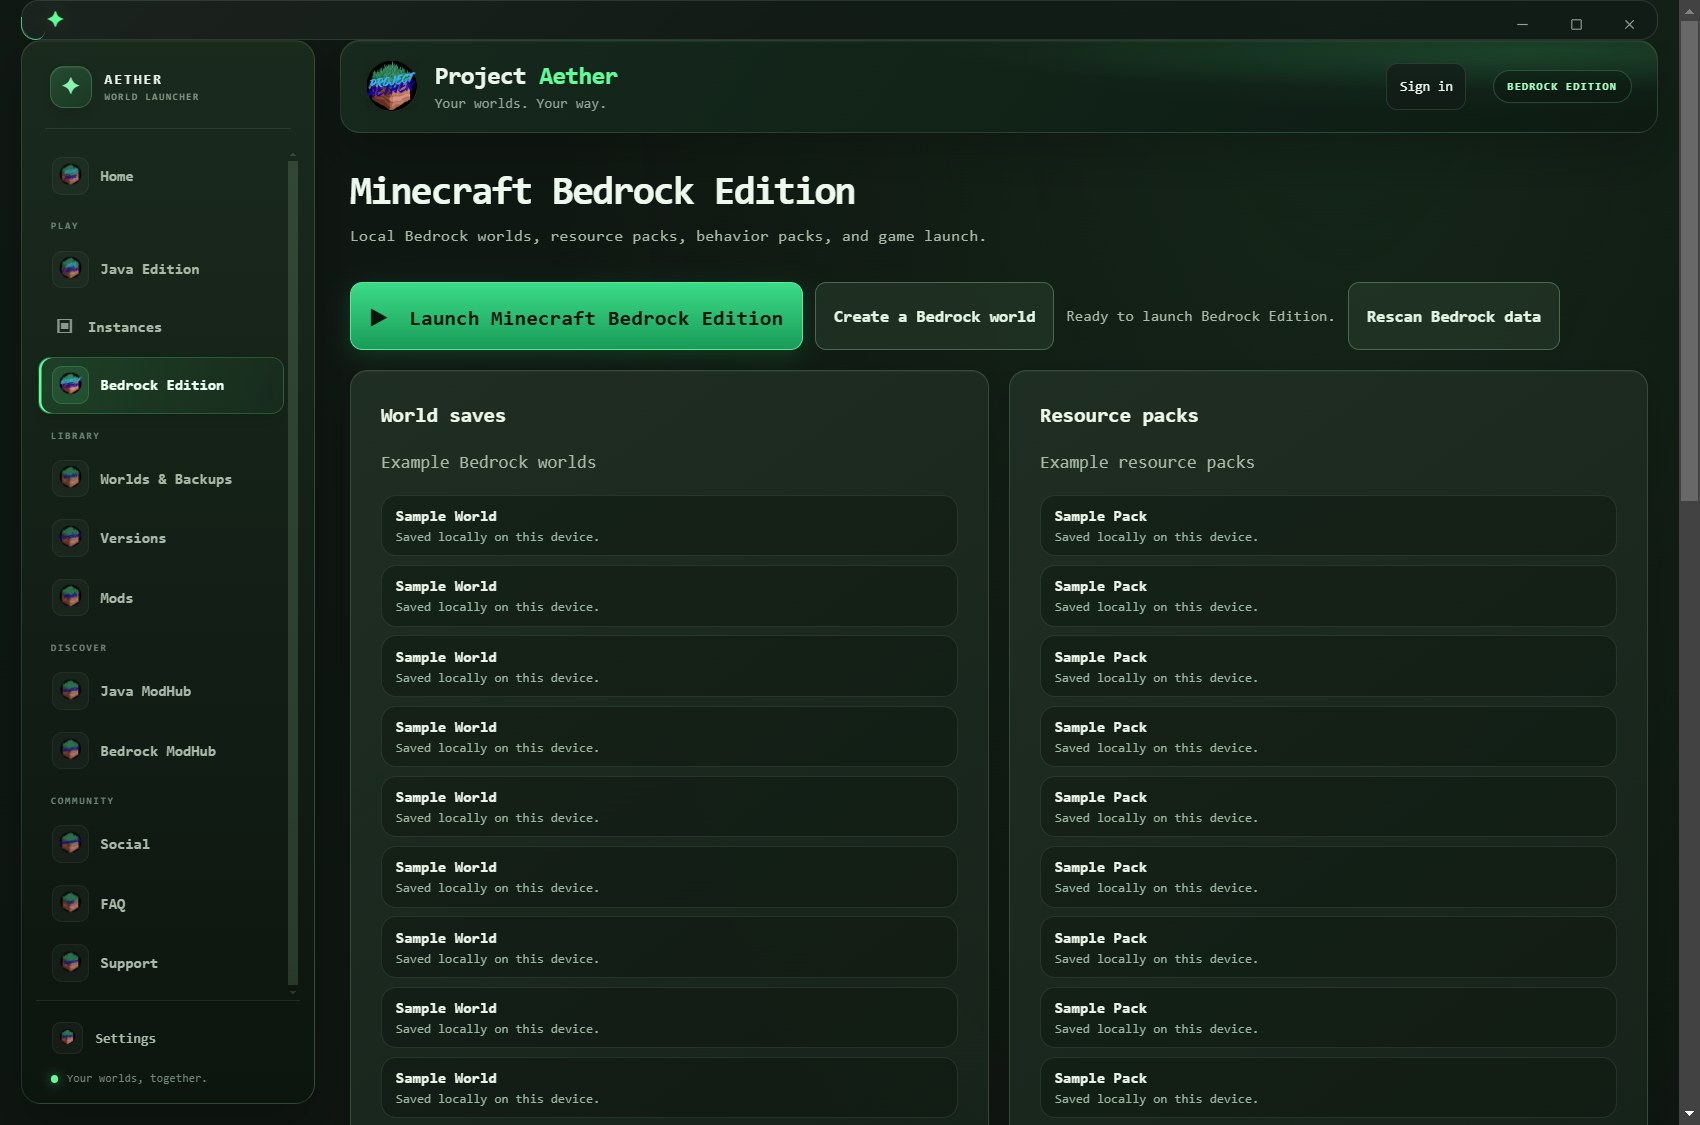 AETHER
WORLD LAUNCHER
Home
PLAY
Java Edition
Instances
Bedrock Edition
LIBRARY
Worlds & Backups
Versions
Mods
DISCOVER
Java ModHub
Bedrock ModHub
COMMUNITY
Social
FAQ
Support
Settings
Your worlds, together.
PROJECT
AETHER
Project Aether
Your worlds. Your way.
Sign in
BEDROCK EDITION
Minecraft Bedrock Edition
Local Bedrock worlds, resource packs, behavior packs, and game launch.
Launch Minecraft Bedrock Edition
Create a Bedrock world
Ready to launch Bedrock Edition.
Rescan Bedrock data
World saves
Example Bedrock worlds
Sample World
Saved locally on this device.
Sample World
Saved locally on this device.
Sample World
Saved locally on this device.
Sample World
Saved locally on this device.
Sample World
Saved locally on this device.
Sample World
Saved locally on this device.
Sample World
Saved locally on this device.
Sample World
Saved locally on this device.
Sample World
Saved locally on this device.
Resource packs
Example resource packs
Sample Pack
Saved locally on this device.
Sample Pack
Saved locally on this device.
Sample Pack
Saved locally on this device.
Sample Pack
Saved locally on this device.
Sample Pack
Saved locally on this device.
Sample Pack
Saved locally on this device.
Sample Pack
Saved locally on this device.
Sample Pack
Saved locally on this device.
Sample Pack
Saved locally on this device.